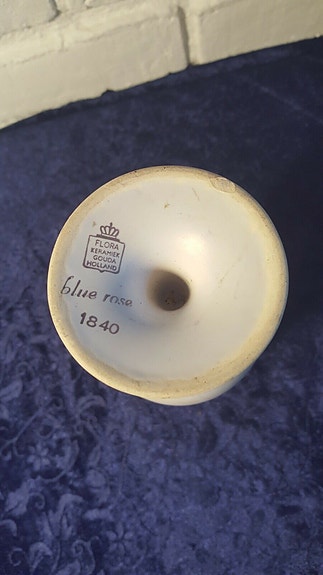 FLORA
KERAMIEK
GOUDA
HOLLAND
blue rose
1840